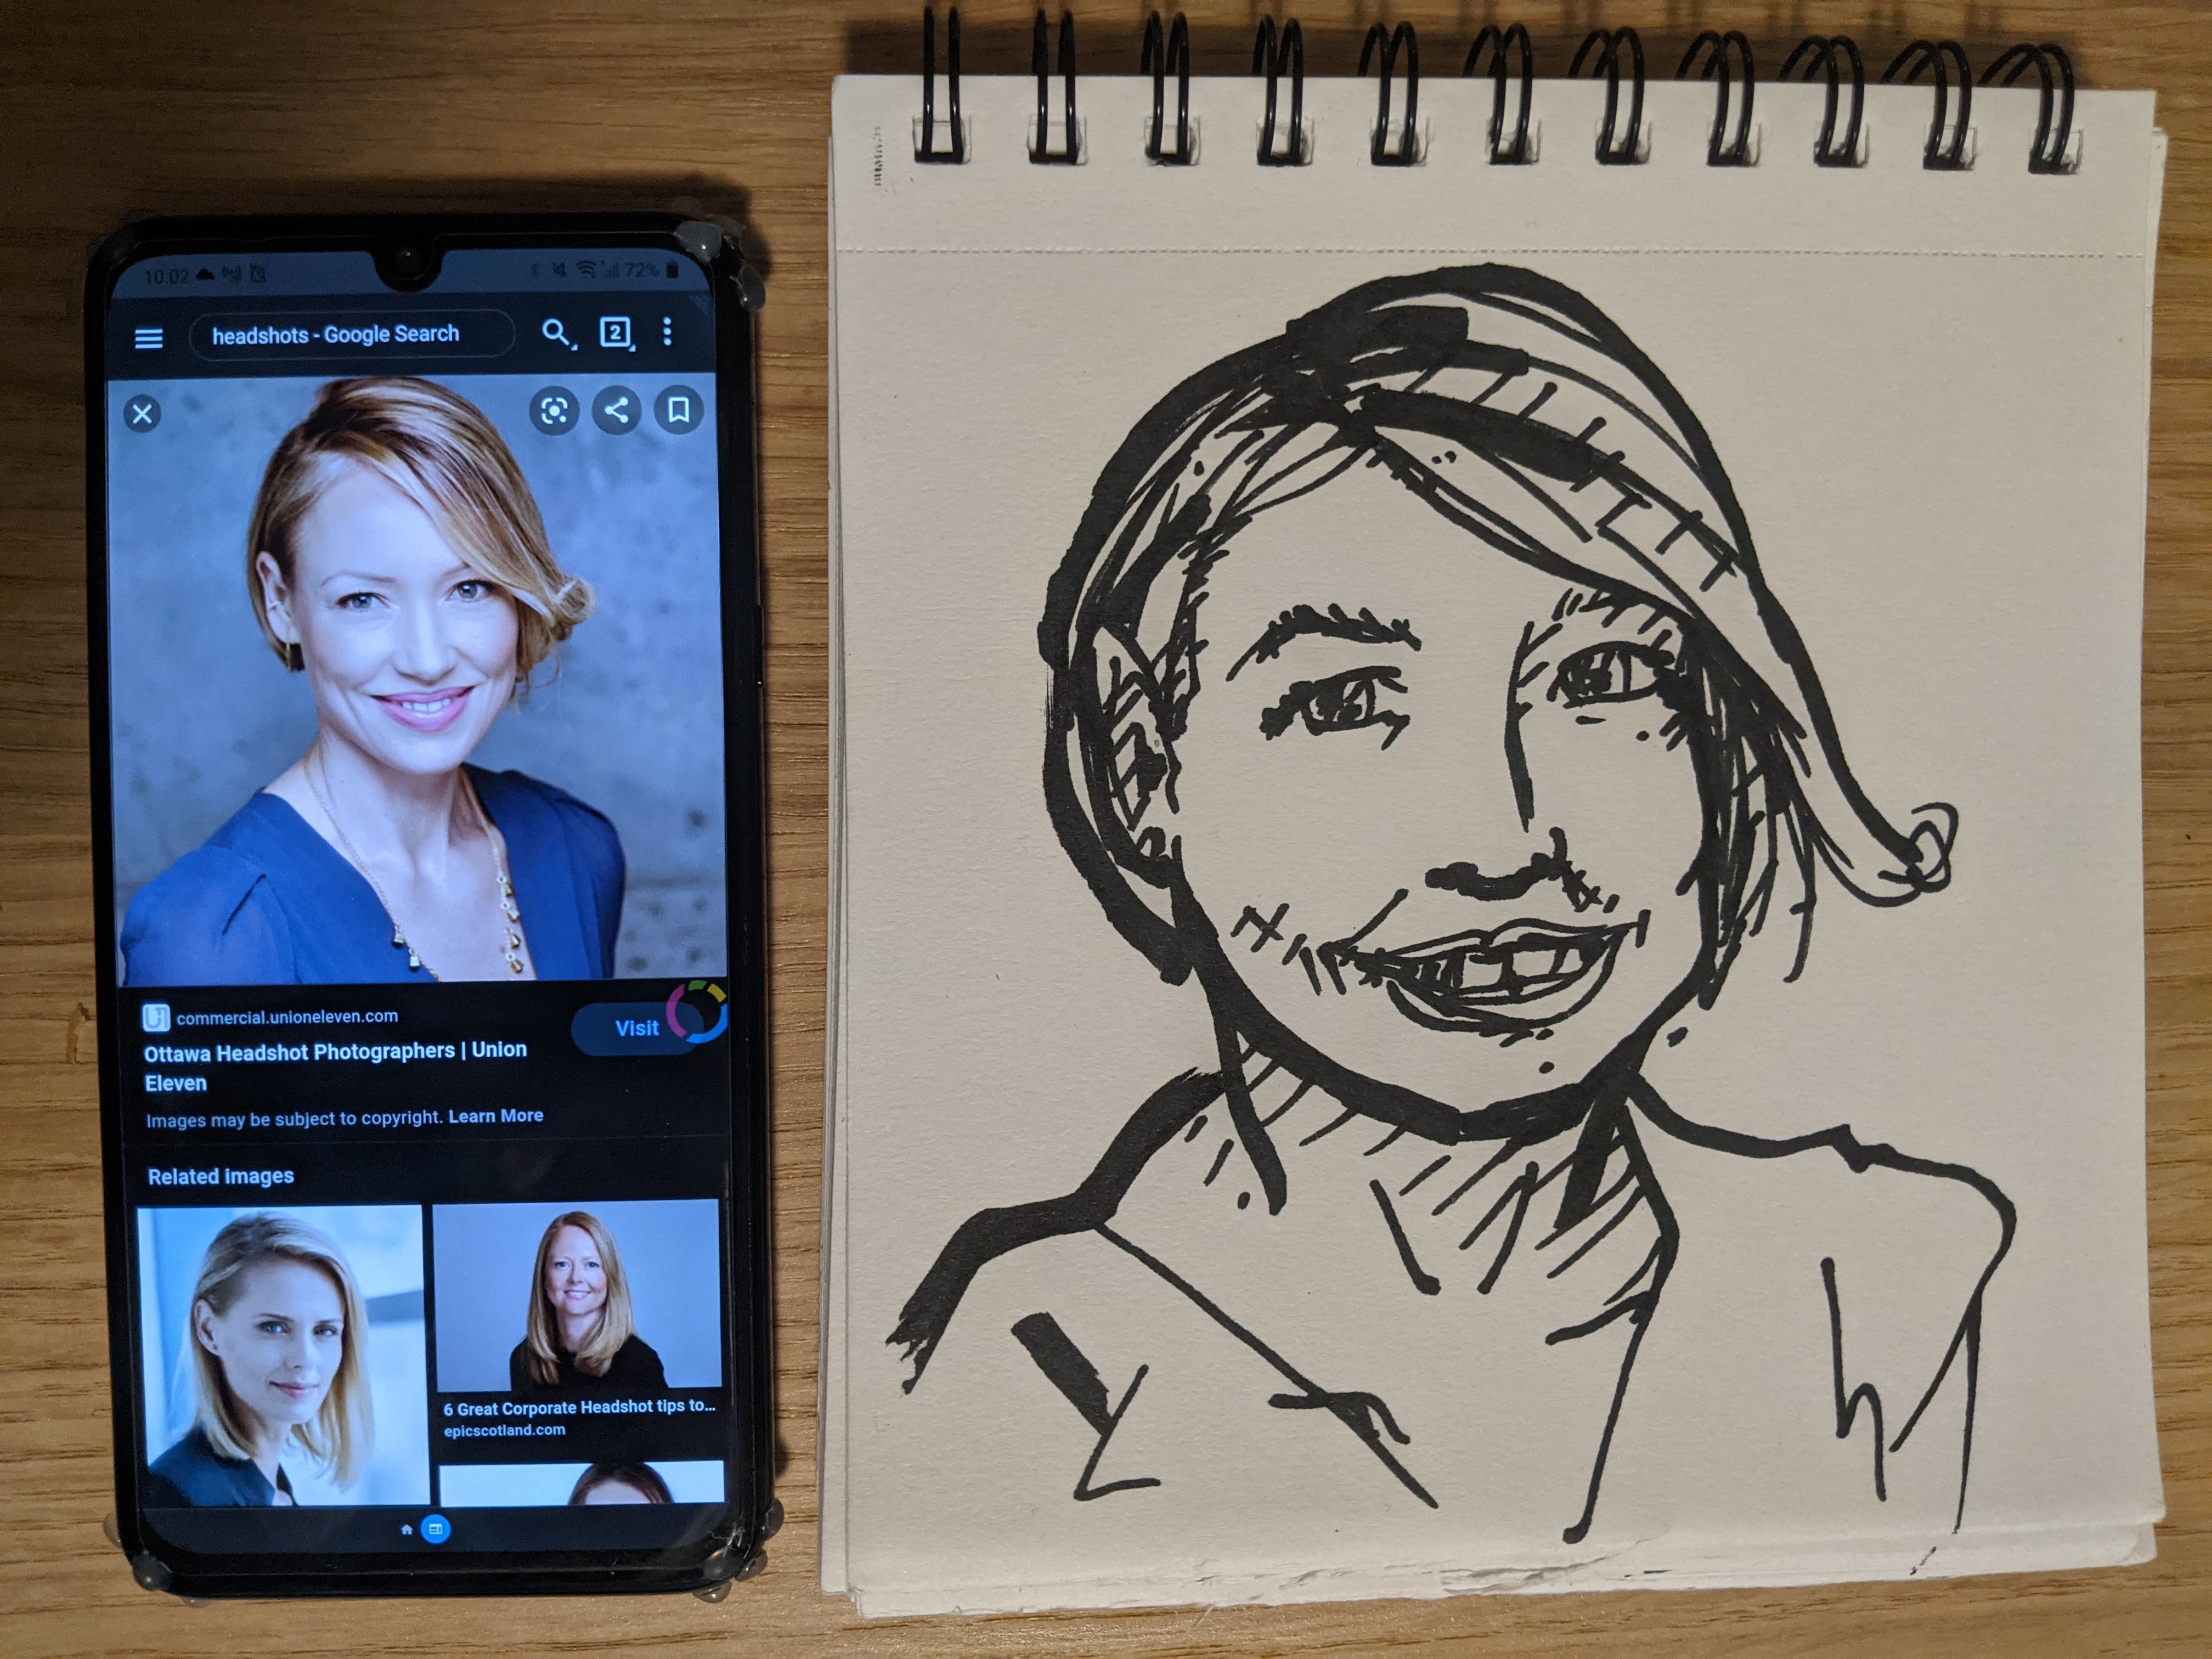 10:02
72%
headshots - Google Search
2
commercial.unioneleven.com
Visit
Ottawa Headshot Photographers | Union
Eleven
Images may be subject to copyright. Learn More
Related images
6 Great Corporate Headshot tips to...
epicscotland.com